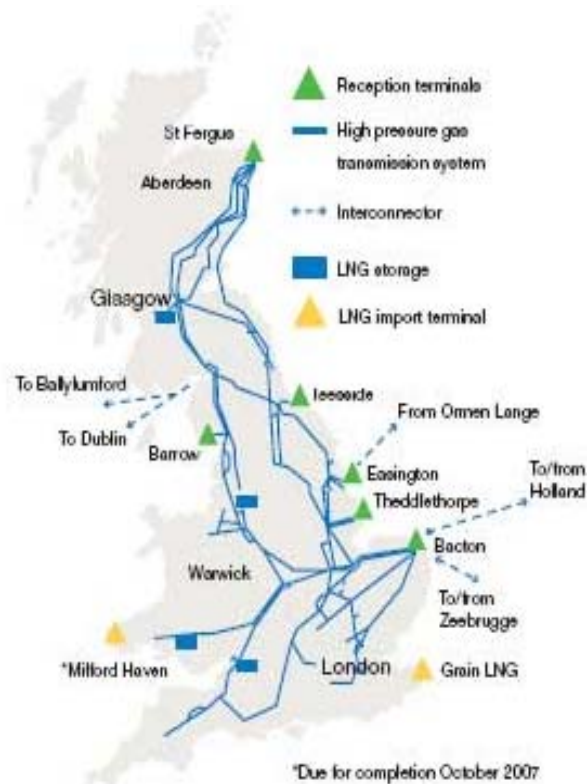 St Fergus
Aberdeen
Reception terminals
High pressure gas
transmission system
Interconnector
LNG storage
LNG import terminal
Glasgow
To Ballylumford
To Dublin
Barrow
Teesside
From Ormen Lange
Easington
Theddlethorpe
To/from
Holland
Bacton
To/from
Zeebrugge
Warwick
*Milford Haven
London
Grain LNG
*Due for completion October 2007